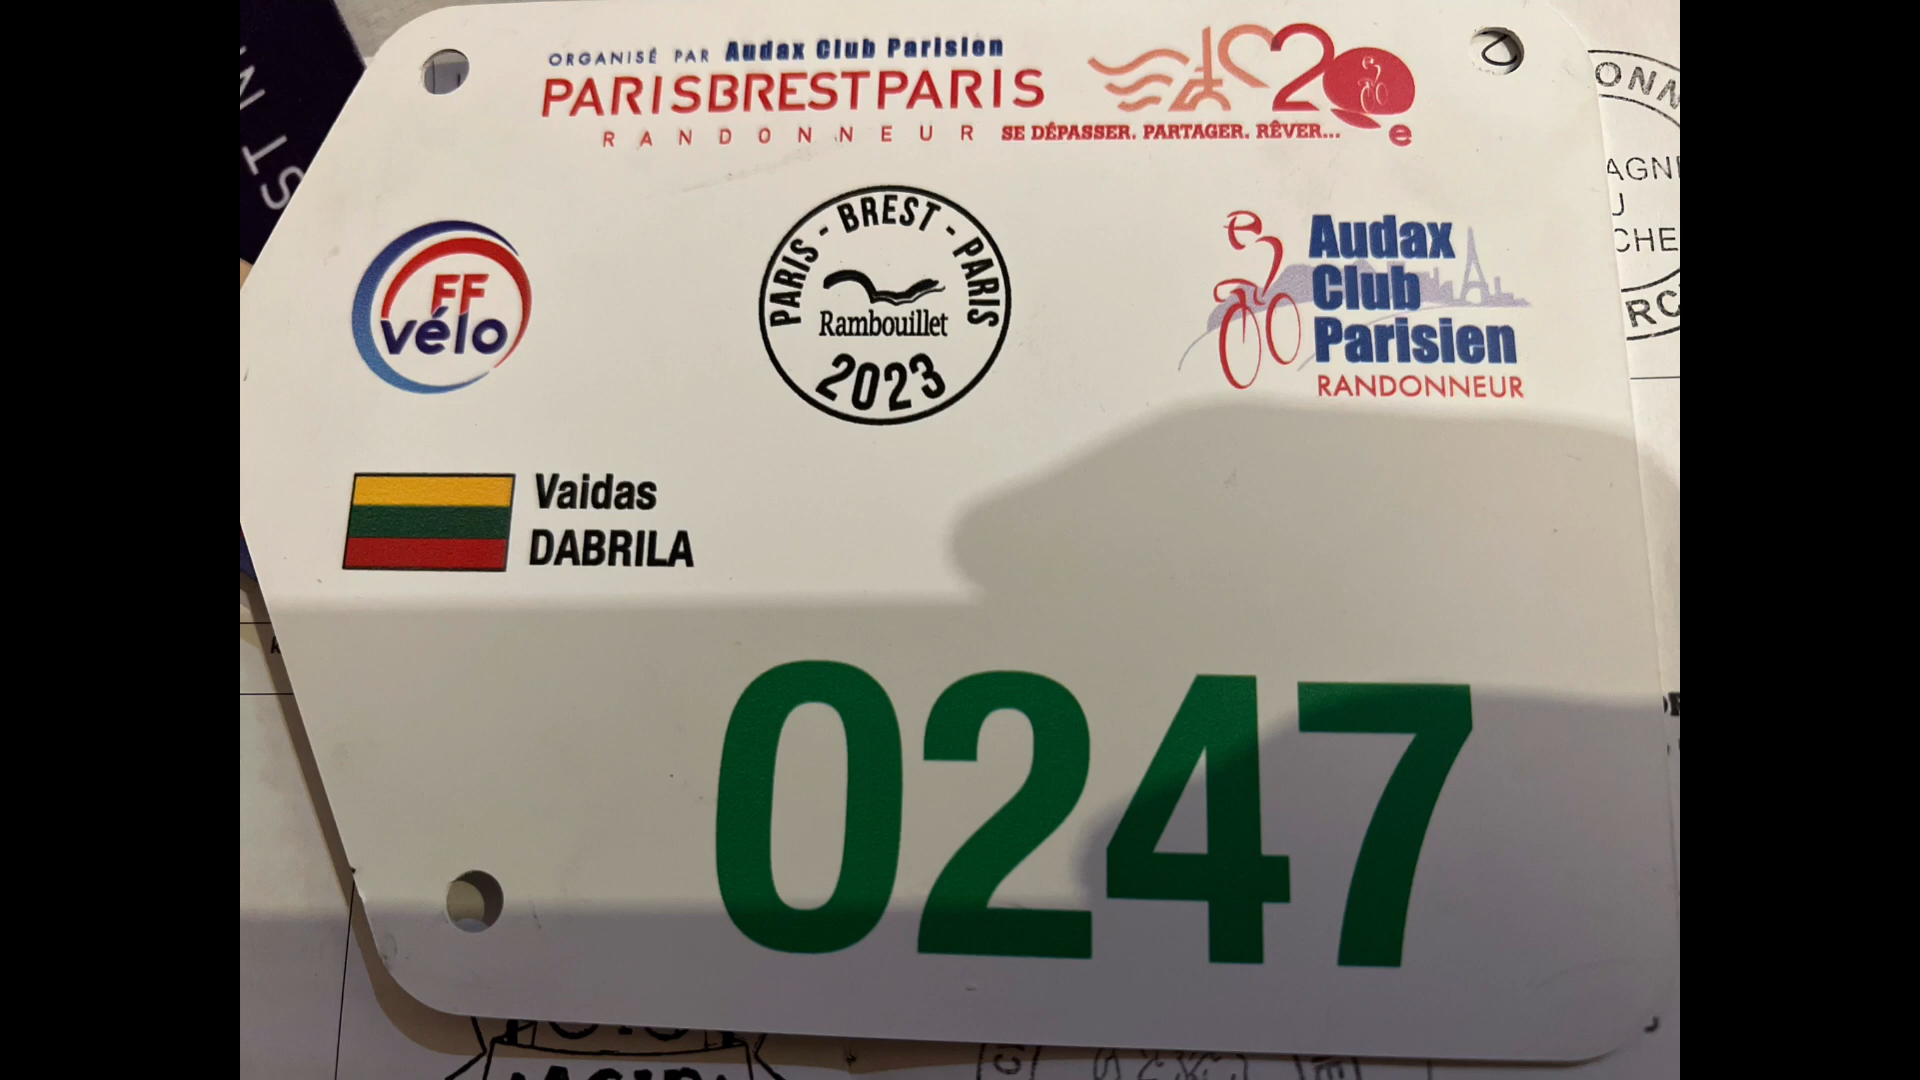 ORGANISÉ PAR Audax Club Parisien
PARISBRESTPARIS
RANDONNEUR SE DÉPASSER. PARTAGER. RÊVER...
20e
FF
vélo
PARIS - BREST - PARIS
Rambouillet
2023
Audax
Club
Parisien
RANDONNEUR
Vaidas
DABRILA
0247